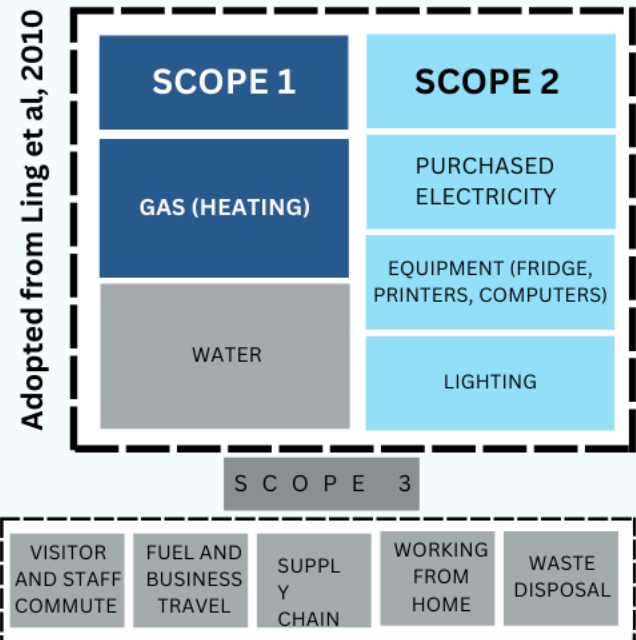 Adopted from Ling et al, 2010
SCOPE 1
GAS (HEATING)
WATER
SCOPE 2
PURCHASED
ELECTRICITY
EQUIPMENT (FRIDGE,
PRINTERS, COMPUTERS)
LIGHTING
SCOPE 3
VISITOR
AND STAFF
COMMUTE
FUEL AND
BUSINESS
TRAVEL
SUPPL
Y
CHAIN
WORKING
FROM
HOME
WASTE
DISPOSAL